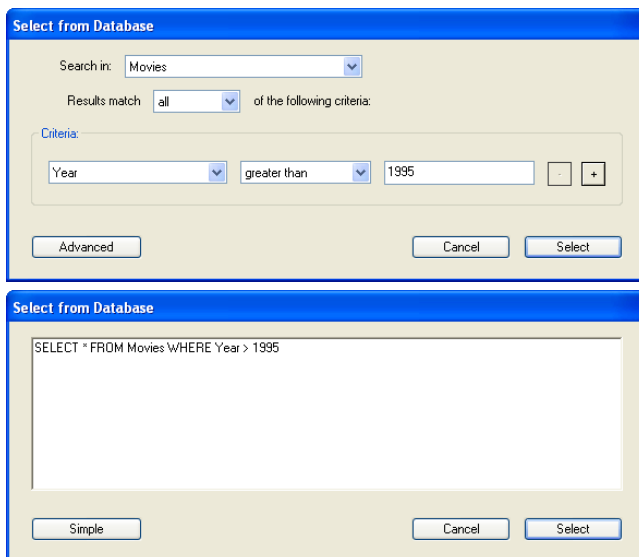 Select from Database
Search in: Movies
Results match all of the following criteria:
Criteria:
Year greater than 1995 - +
Advanced Cancel Select
Select from Database
SELECT * FROM Movies WHERE Year > 1995
Simple Cancel Select